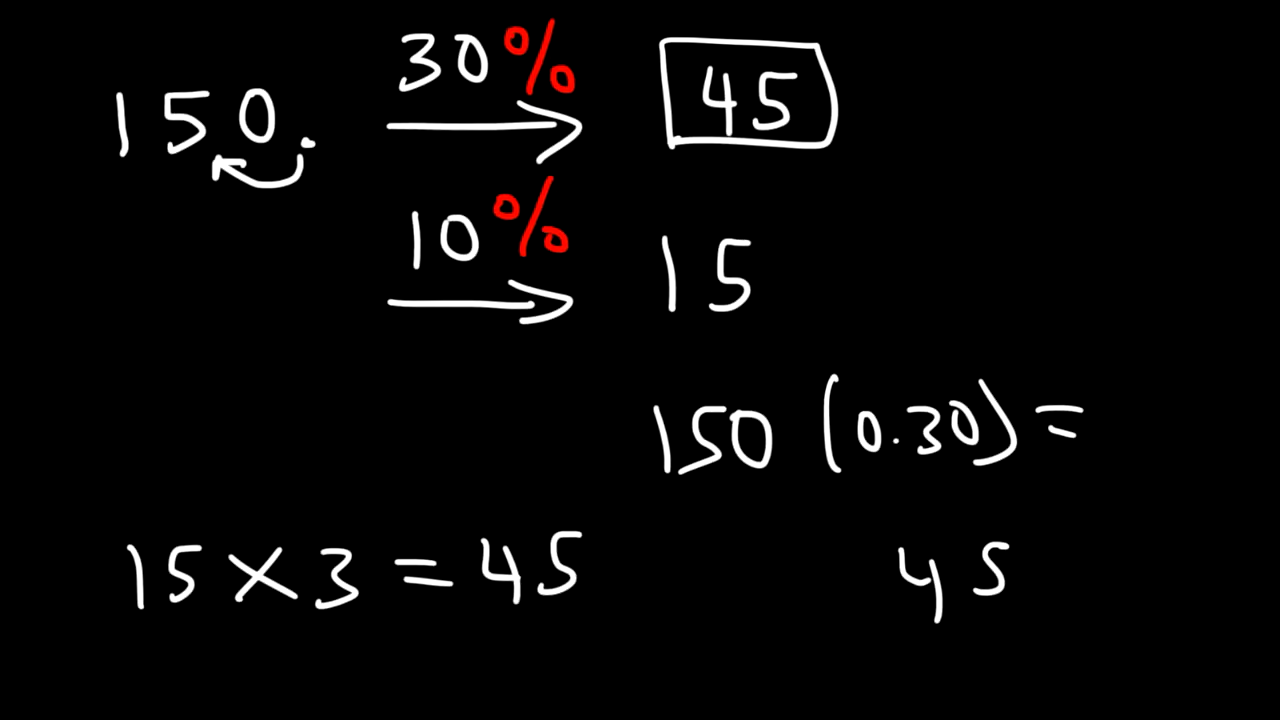 150. 30% 45
10% 15
150 (0.30) =
15 × 3 = 45 45